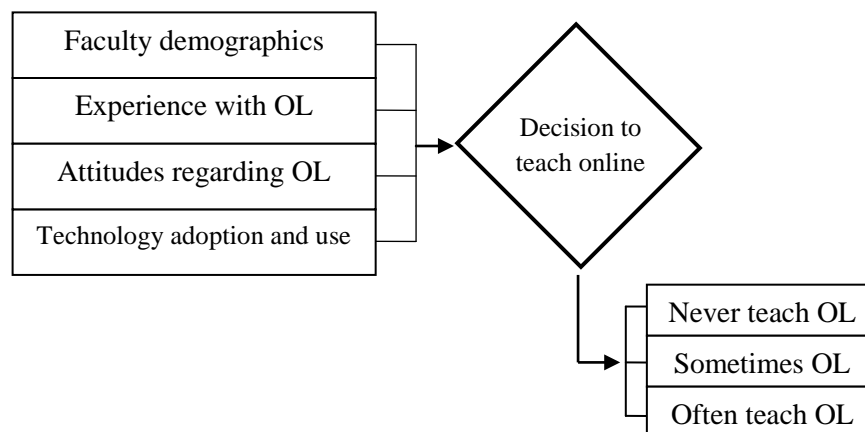 Faculty demographics
Experience with OL
Attitudes regarding OL
Technology adoption and use
Decision to
teach online
Never teach OL
Sometimes OL
Often teach OL